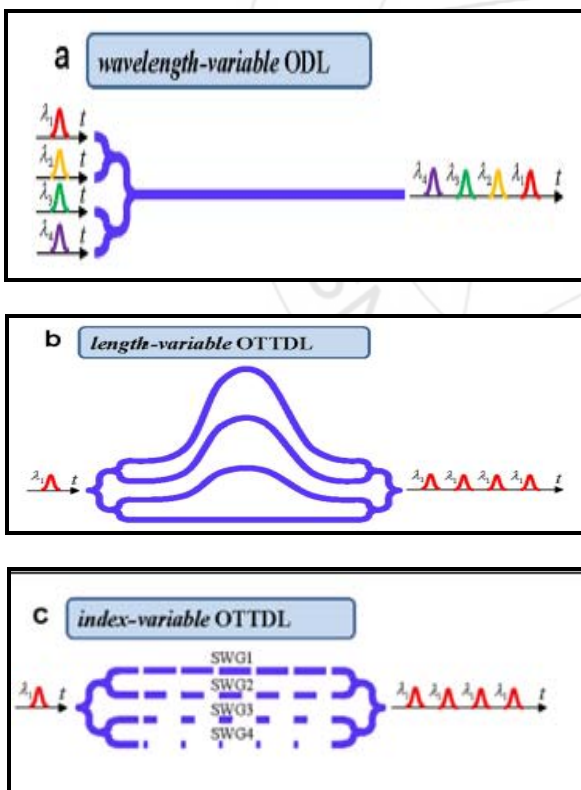 a
wavelength-variable ODL
λ1 t
λ2 t
λ3 t
λ4 t
λ4 λ3 λ2 λ1 t
b
length-variable OTTDL
λ1 t
λ1 λ1 λ1 λ1 t
c
index-variable OTTDL
SWG1
SWG2
SWG3
SWG4
λ1 t
λ1 λ1 λ1 λ1 t